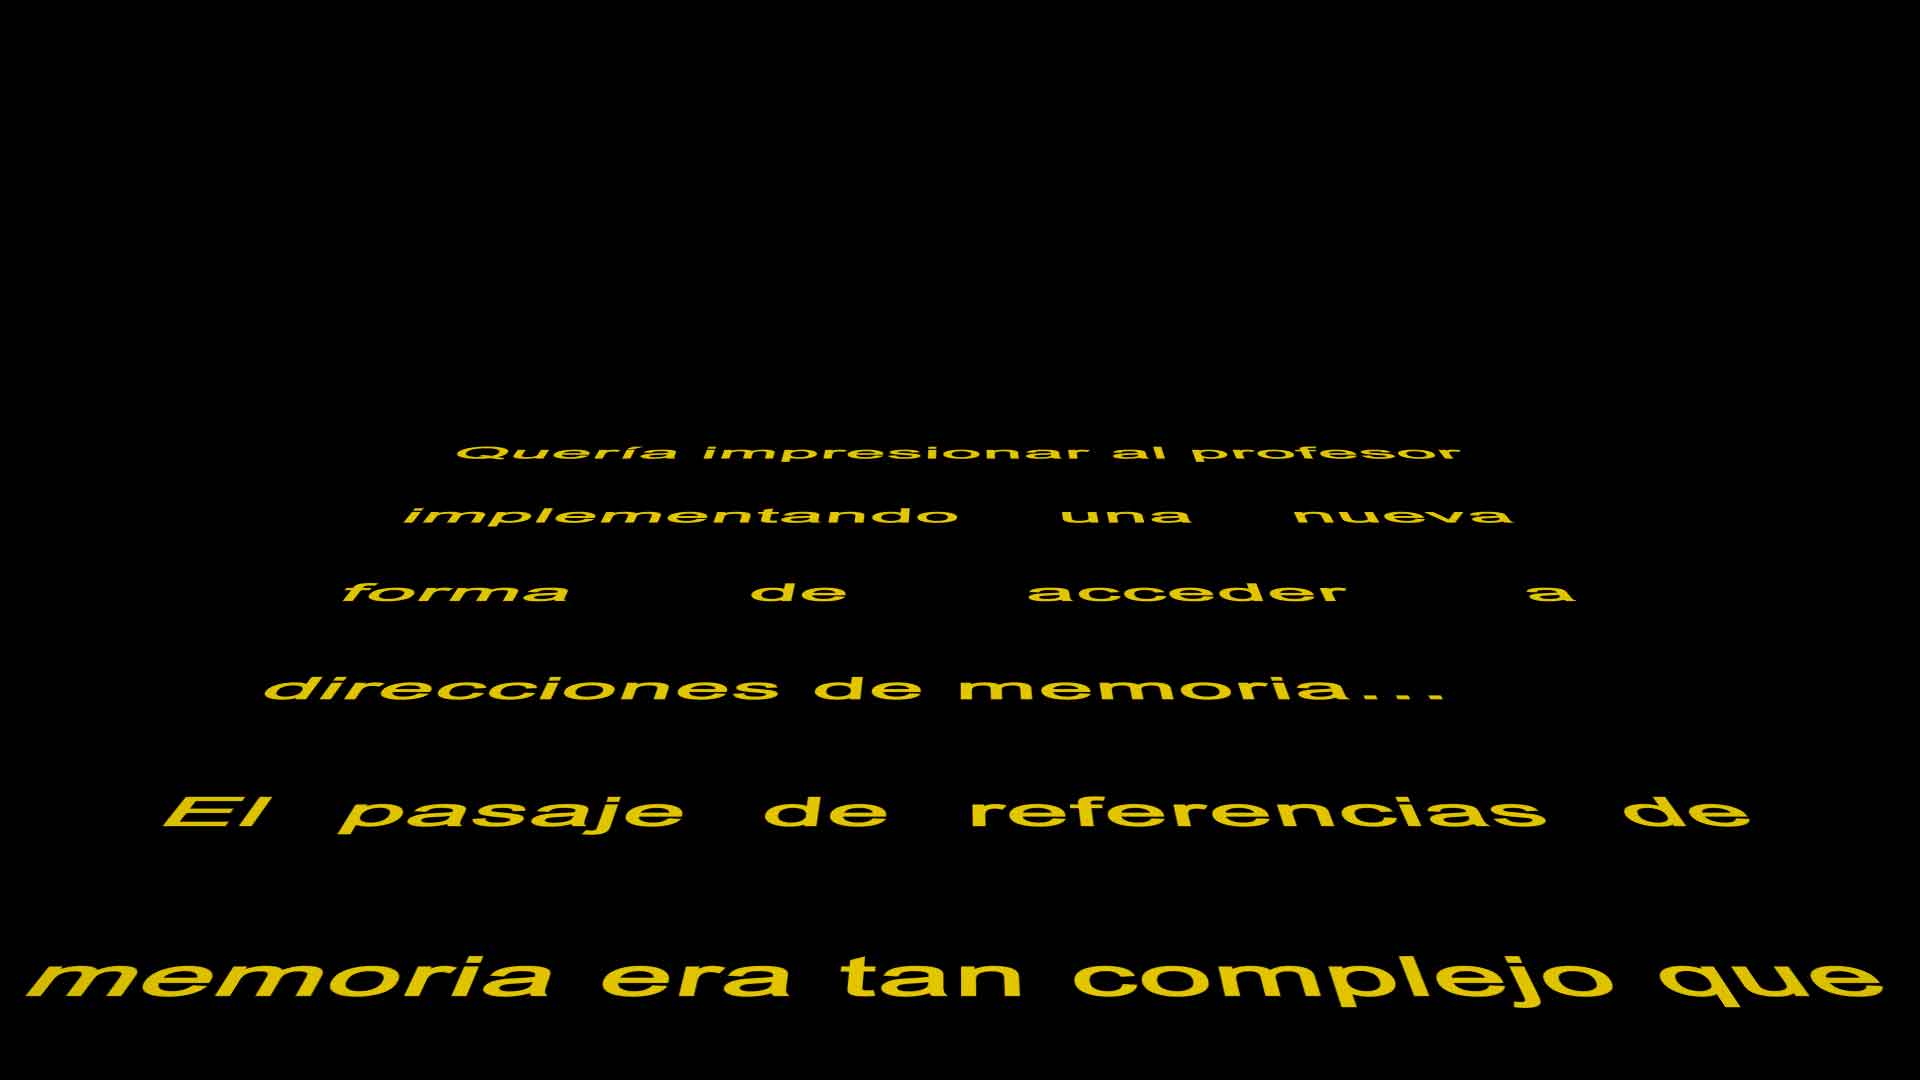 Quería impresionar al profesor
implementando una nueva
forma de acceder a
direcciones de memoria...
El pasaje de referencias de
memoria era tan complejo que